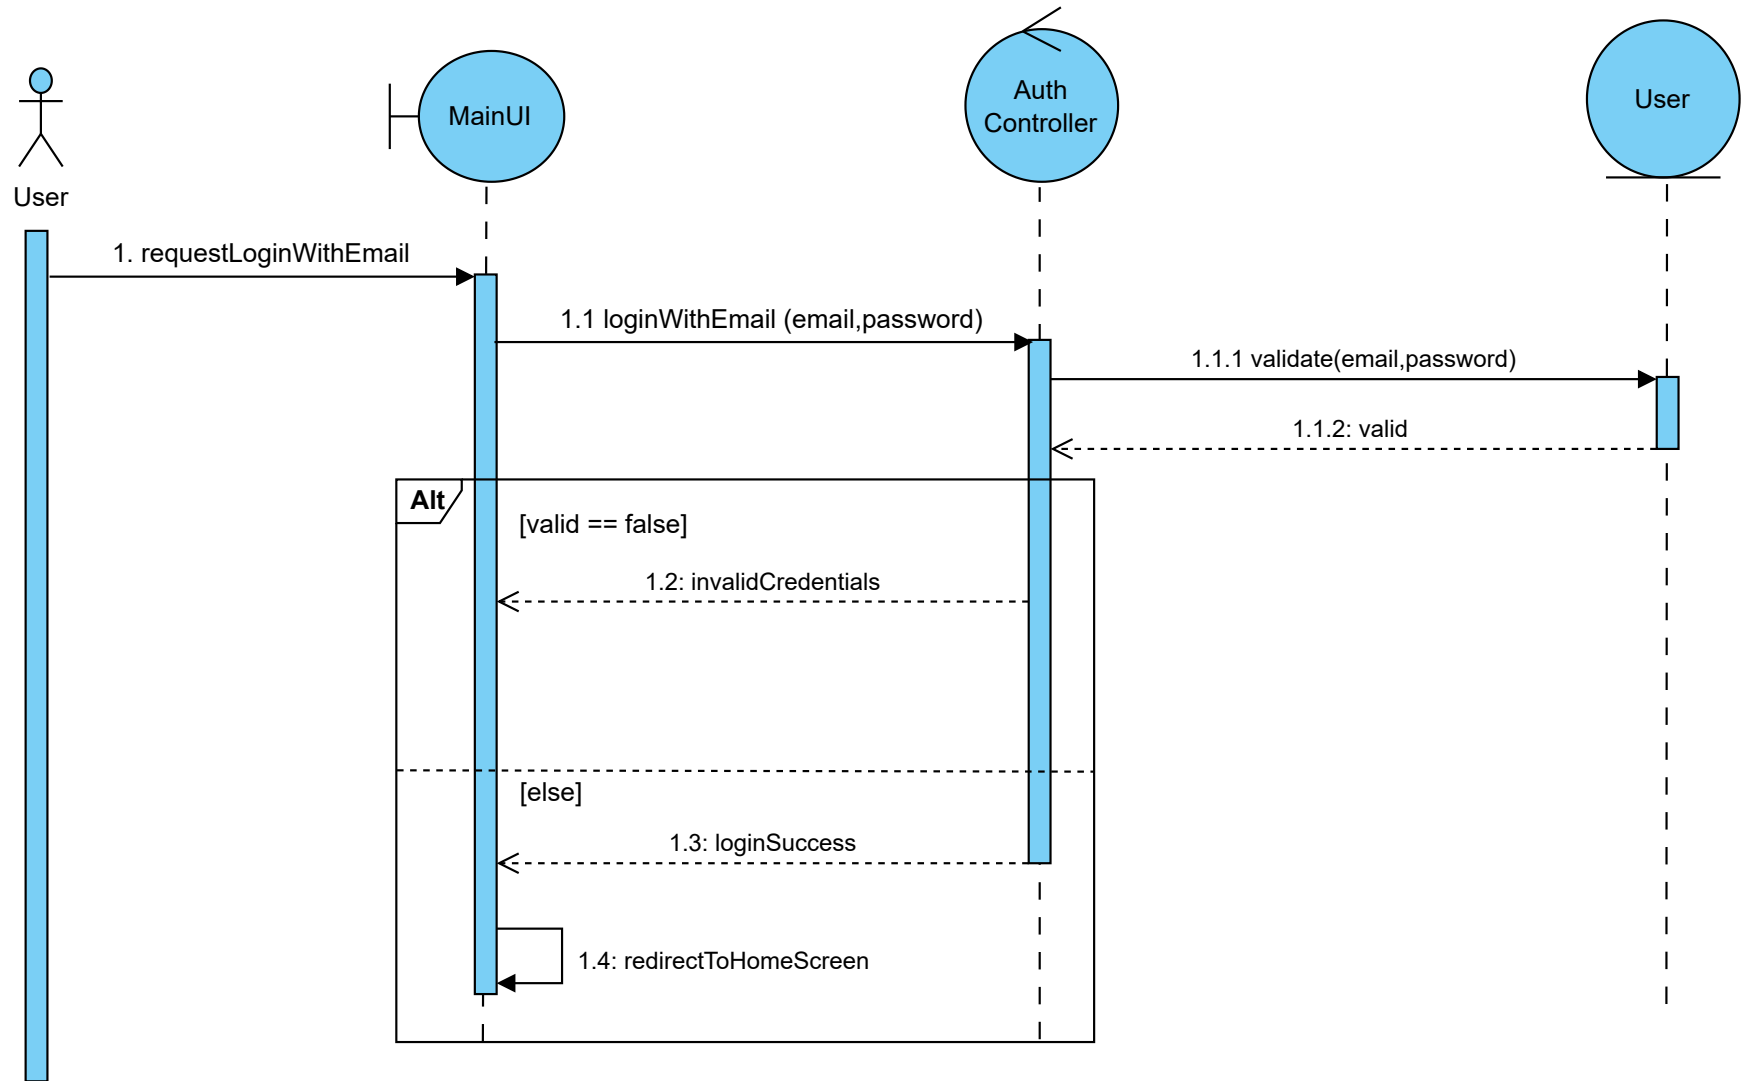 MainUI
Auth
Controller
User
User
1. requestLoginWithEmail
1.1 loginWithEmail (email,password)
1.1.1 validate(email,password)
1.1.2: valid
Alt
[valid == false]
1.2: invalidCredentials
[else]
1.3: loginSuccess
1.4: redirectToHomeScreen